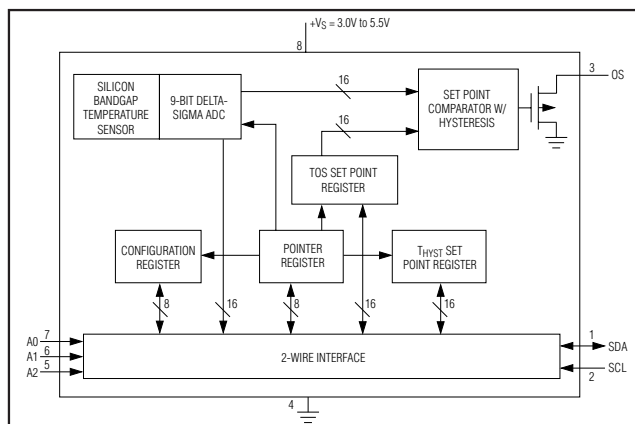 +VS = 3.0V to 5.5V
8
SILICON
BANDGAP
TEMPERATURE
SENSOR
9-BIT DELTA-
SIGMA ADC
16
16
SET POINT
COMPARATOR W/
HYSTERESIS
3
OS
TOS SET POINT
REGISTER
CONFIGURATION
REGISTER
POINTER
REGISTER
THYST SET
POINT REGISTER
8
16
8
16
16
A0
7
A1
6
A2
5
2-WIRE INTERFACE
1
SDA
SCL
2
4